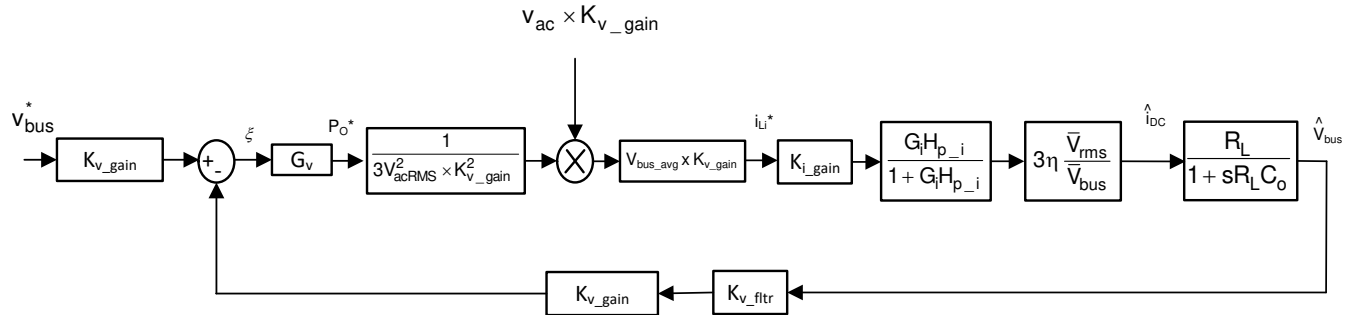 v_ac × K_v_gain
v*_bus
K_v_gain
+
-
ξ
G_v
P_O*
1
3V²_acRMS × K²_v_gain
×
V_bus_avg x K_v_gain
i_Li*
K_i_gain
G_iH_p_i
1 + G_iH_p_i
3η V̅_rms
V̅_bus
î_DC
R_L
1 + sR_LC_o
V̂_bus
K_v_gain
K_v_fltr